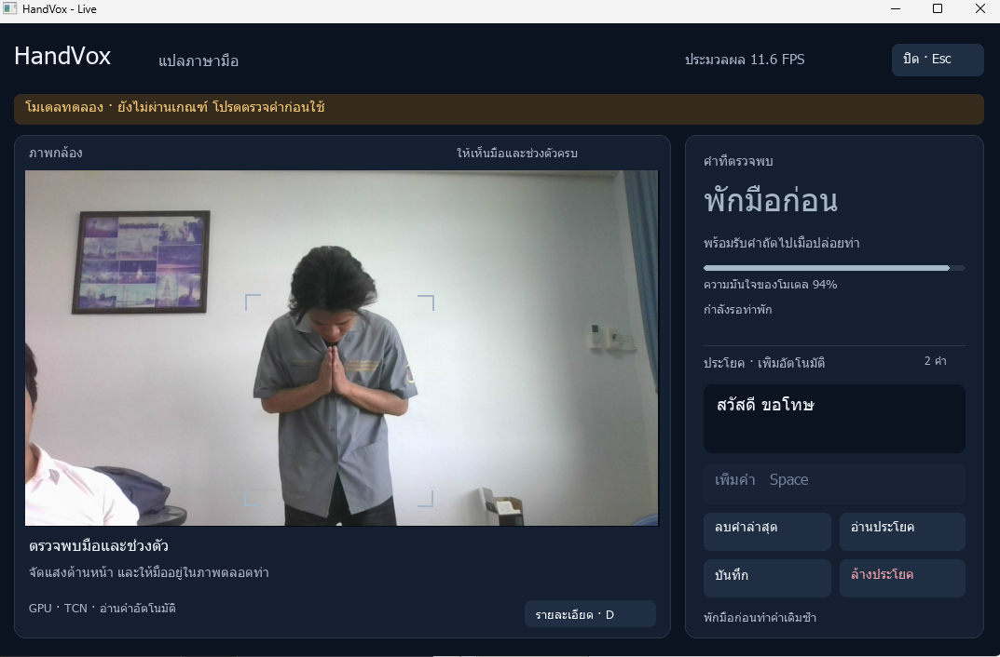 HandVox - Live
HandVox แปลภาษามือ ประมวลผล 11.6 FPS ปิด · Esc
โมเดลทดลอง · ยังไม่ผ่านเกณฑ์ โปรดตรวจคำก่อนใช้
ภาพกล้อง ให้เห็นมือและช่วงตัวครบ
ตรวจพบมือและช่วงตัว
จัดแสงด้านหน้า และให้มืออยู่ในภาพตลอดท่า
GPU · TCN · อ่านคำอัตโนมัติ
รายละเอียด · D
คำที่ตรวจพบ
พักมือก่อน
พร้อมรับคำถัดไปเมื่อปล่อยท่า
ความมั่นใจของโมเดล 94%
กำลังรอท่าพัก
ประโยค · เพิ่มอัตโนมัติ 2 คำ
สวัสดี ขอโทษ
เพิ่มคำ Space
ลบคำล่าสุด อ่านประโยค
บันทึก ล้างประโยค
พักมือก่อนทำคำเดิมซ้ำ